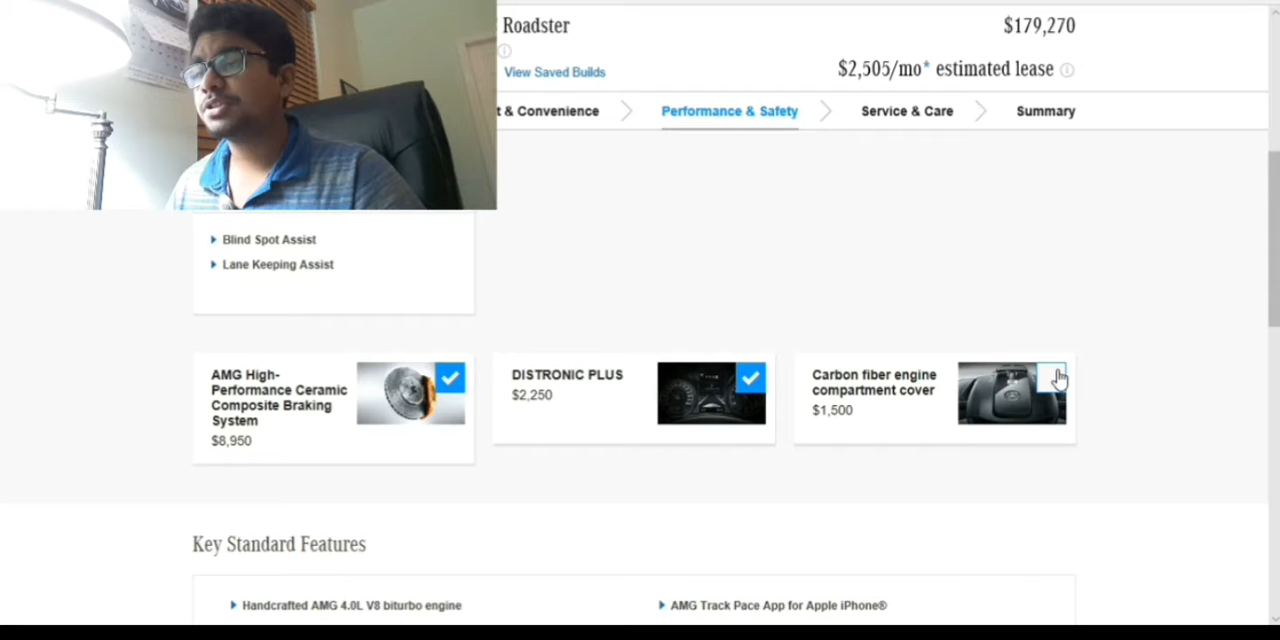 Roadster
$179,270
View Saved Builds
$2,505/mo* estimated lease
t & Convenience
Performance & Safety
Service & Care
Summary
Blind Spot Assist
Lane Keeping Assist
AMG High-
Performance Ceramic
Composite Braking
System
$8,950
DISTRONIC PLUS
$2,250
Carbon fiber engine
compartment cover
$1,500
Key Standard Features
Handcrafted AMG 4.0L V8 biturbo engine
AMG Track Pace App for Apple iPhone®